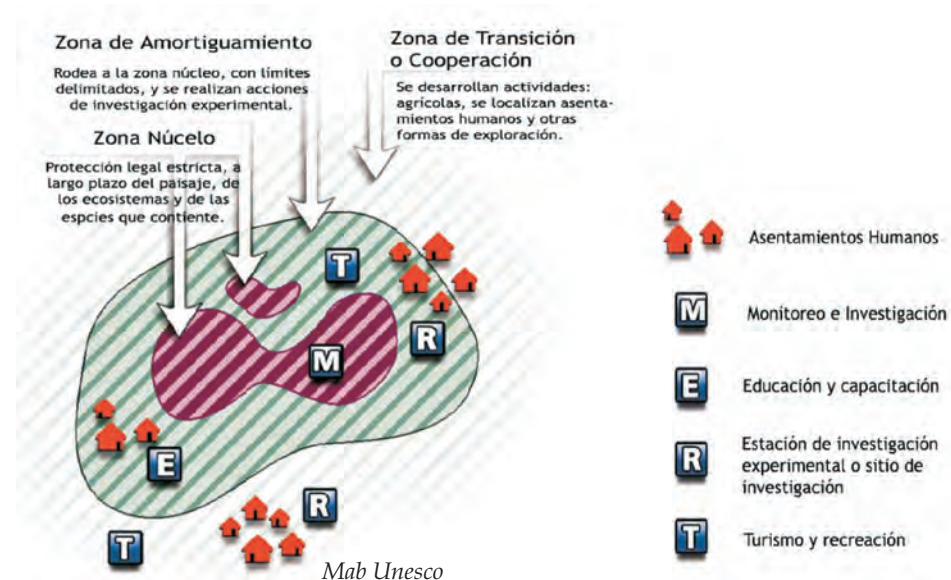 Zona de Amortiguamiento
Rodea a la zona núcleo, con límites
delimitados, y se realizan acciones
de investigación experimental.
Zona Núcelo
Protección legal estricta, a
largo plazo del paisaje, de
los ecosistemas y de las
espcies que contiente.
Zona de Transición
o Cooperación
Se desarrollan actividades:
agrícolas, se localizan asenta-
mientos humanos y otras
formas de exploración.
T
R
M
E
R
T
Mab Unesco
Asentamientos Humanos
M
Monitoreo e Investigación
E
Educación y capacitación
R
Estación de investigación
experimental o sitio de
investigación
T
Turismo y recreación